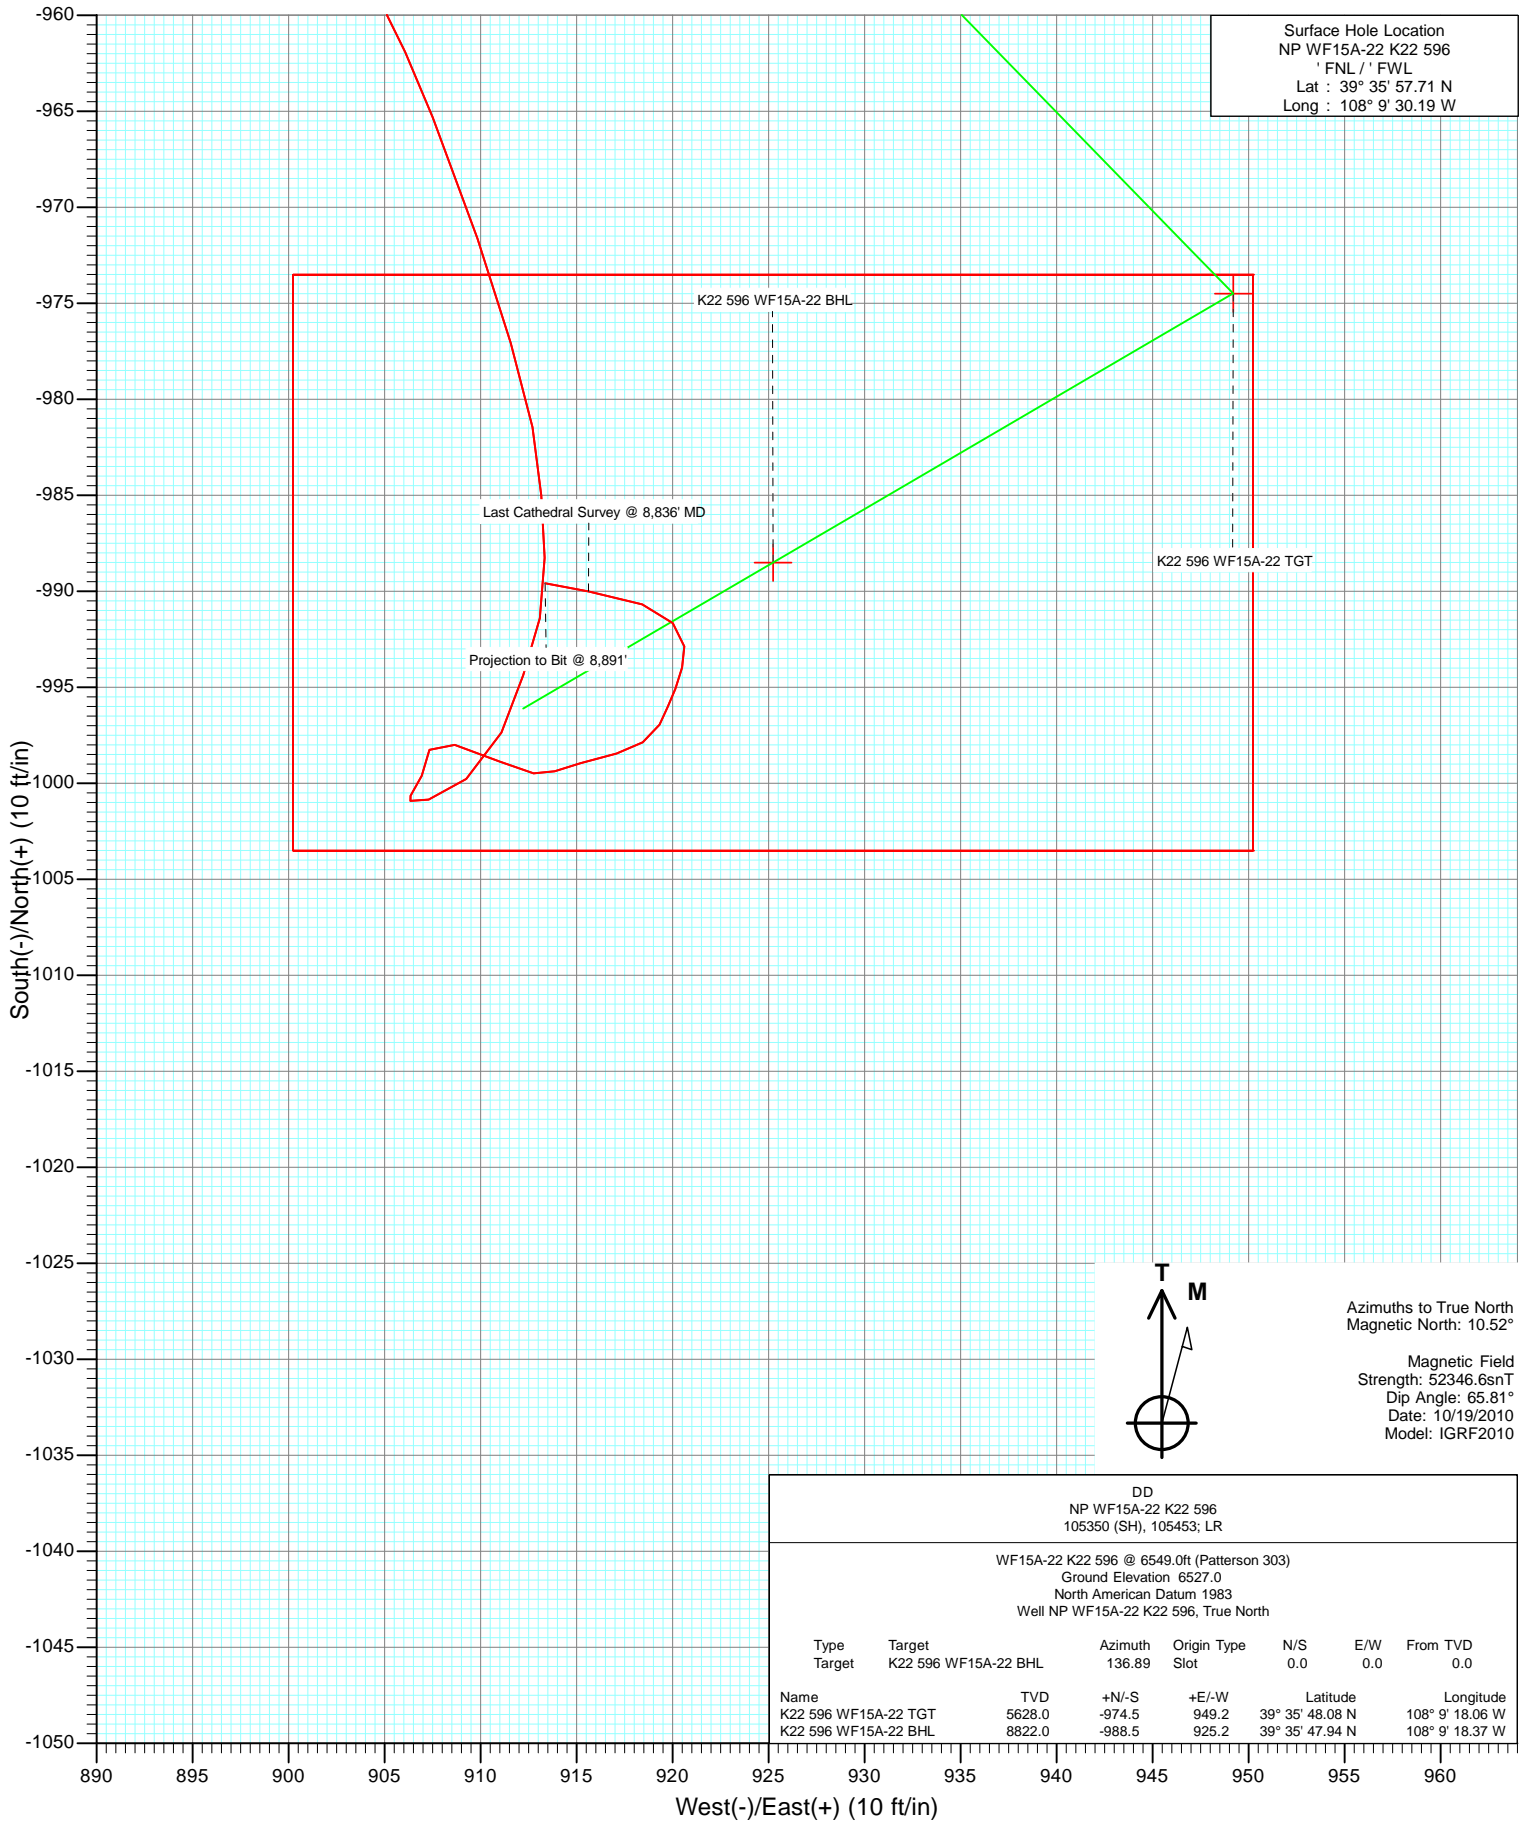 Surface Hole Location
NP WF15A-22 K22 596
' FNL / ' FWL
Lat : 39° 35' 57.71 N
Long : 108° 9' 30.19 W
-960
-965
-970
-975
-980
-985
-990
-995
-1000
-1005
-1010
-1015
-1020
-1025
-1030
-1035
-1040
-1045
-1050
South(-)/North(+) (10 ft/in)
K22 596 WF15A-22 BHL
Last Cathedral Survey @ 8,836' MD
K22 596 WF15A-22 TGT
Projection to Bit @ 8,891'
T
M
Azimuths to True North
Magnetic North: 10.52°
Magnetic Field
Strength: 52346.6snT
Dip Angle: 65.81°
Date: 10/19/2010
Model: IGRF2010
DD
NP WF15A-22 K22 596
105350 (SH), 105453; LR
WF15A-22 K22 596 @ 6549.0ft (Patterson 303)
Ground Elevation 6527.0
North American Datum 1983
Well NP WF15A-22 K22 596, True North
Type Target Azimuth Origin Type N/S E/W From TVD
Target K22 596 WF15A-22 BHL 136.89 Slot 0.0 0.0 0.0
Name TVD +N/-S +E/-W Latitude Longitude
K22 596 WF15A-22 TGT 5628.0 -974.5 949.2 39° 35' 48.08 N 108° 9' 18.06 W
K22 596 WF15A-22 BHL 8822.0 -988.5 925.2 39° 35' 47.94 N 108° 9' 18.37 W
890 895 900 905 910 915 920 925 930 935 940 945 950 955 960
West(-)/East(+) (10 ft/in)